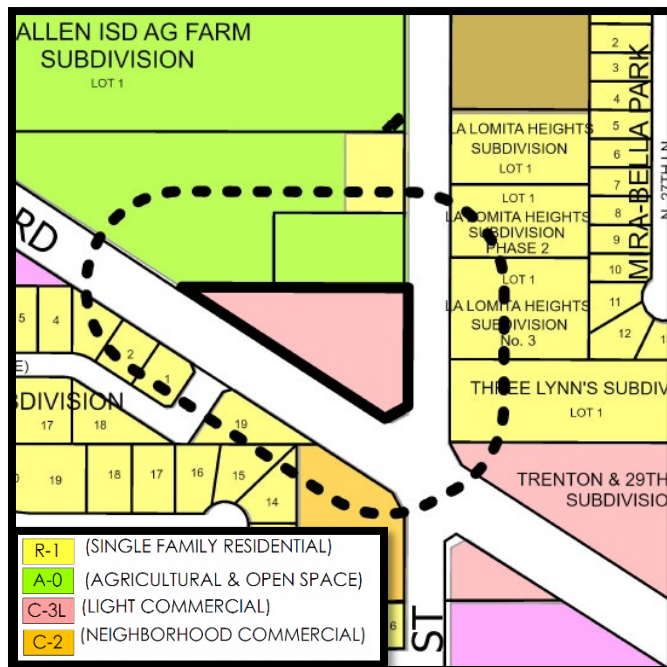 ALLEN ISD AG FARM
SUBDIVISION
LOT 1
RD
2
3
4
5
6
7
8
9
10
11
12
MIRA-BELLA PARK
N. 27TH LN
LA LOMITA HEIGHTS
SUBDIVISION
LOT 1
LOT 1
LA LOMITA HEIGHTS
SUBDIVISION
PHASE 2
LOT 1
LA LOMITA HEIGHTS
SUBDIVISION
No. 3
THREE LYNN'S SUBDIV
LOT 1
TRENTON & 29TH
SUBDIVISIO
5
4
2
1
E)
DIVISION
17
18
19
19
18
17
16
15
14
6
ST
R-1 (SINGLE FAMILY RESIDENTIAL)
A-0 (AGRICULTURAL & OPEN SPACE)
C-3L (LIGHT COMMERCIAL)
C-2 (NEIGHBORHOOD COMMERCIAL)